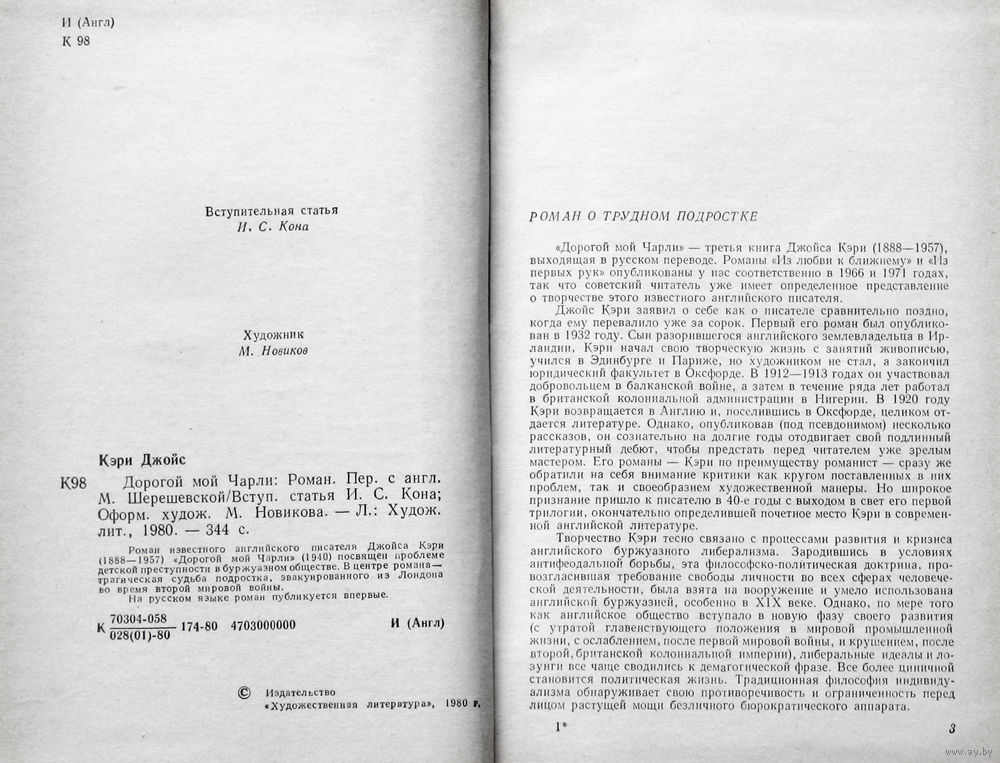 И (Англ)
К 98
Вступительная статья
И. С. Кона
Художник
М. Новиков
Кэри Джойс
К98 Дорогой мой Чарли: Роман. Пер. с англ.
М. Шерешевской/Вступ. статья И. С. Кона;
Оформ. худож. М. Новикова. — Л.: Худож.
лит., 1980. — 344 с.
Роман известного английского писателя Джойса Кэри
(1888—1957) «Дорогой мой Чарли» (1940) посвящен проблеме
детской преступности в буржуазном обществе. В центре романа—
трагическая судьба подростка, эвакуированного из Лондона
во время второй мировой войны.
На русском языке роман публикуется впервые.
К 70304-058
028(01)-80 174-80 4703000000 И (Англ)
© Издательство
«Художественная литература», 1980 г.
РОМАН О ТРУДНОМ ПОДРОСТКЕ
«Дорогой мой Чарли» — третья книга Джойса Кэри (1888—1957),
выходящая в русском переводе. Романы «Из любви к ближнему» и «Из
первых рук» опубликованы у нас соответственно в 1966 и 1971 годах,
так что советский читатель уже имеет определенное представление
о творчестве этого известного английского писателя.
Джойс Кэри заявил о себе как о писателе сравнительно поздно,
когда ему перевалило уже за сорок. Первый его роман был опублико-
ван в 1932 году. Сын разорившегося английского землевладельца в Ир-
ландии, Кэри начал свою творческую жизнь с занятий живописью,
учился в Эдинбурге и Париже, но художником не стал, а закончил
юридический факультет в Оксфорде. В 1912—1913 годах он участвовал
добровольцем в балканской войне, а затем в течение ряда лет работал
в британской колониальной администрации в Нигерии. В 1920 году
Кэри возвращается в Англию и, поселившись в Оксфорде, целиком от-
дается литературе. Однако, опубликовав (под псевдонимом) несколько
рассказов, он сознательно на долгие годы отодвигает свой подлинный
литературный дебют, чтобы предстать перед читателем уже зрелым
мастером. Его романы — Кэри по преимуществу романист — сразу же
обратили на себя внимание критики как кругом поставленных в них
проблем, так и своеобразием художественной манеры. Но широкое
признание пришло к писателю в 40-е годы с выходом в свет его первой
трилогии, окончательно определившей почетное место Кэри в современ-
ной английской литературе.
Творчество Кэри тесно связано с процессами развития и кризиса
английского буржуазного либерализма. Зародившись в условиях
антифеодальной борьбы, эта философско-политическая доктрина, про-
возгласившая требование свободы личности во всех сферах человече-
ской деятельности, была взята на вооружение и умело использована
английской буржуазией, особенно в XIX веке. Однако, по мере того
как английское общество вступало в новую фазу своего развития
(с утратой главенствующего положения в мировой промышленной
жизни, с ослаблением, после первой мировой войны, и крушением, после
второй, британской колониальной империи), либеральные идеалы и ло-
зунги все чаще сводились к демагогической фразе. Все более циничной
становится политическая жизнь. Традиционная философия индивиду-
ализма обнаруживает свою противоречивость и ограниченность перед
лицом растущей мощи безличного бюрократического аппарата.
1* 3
www.ay.by